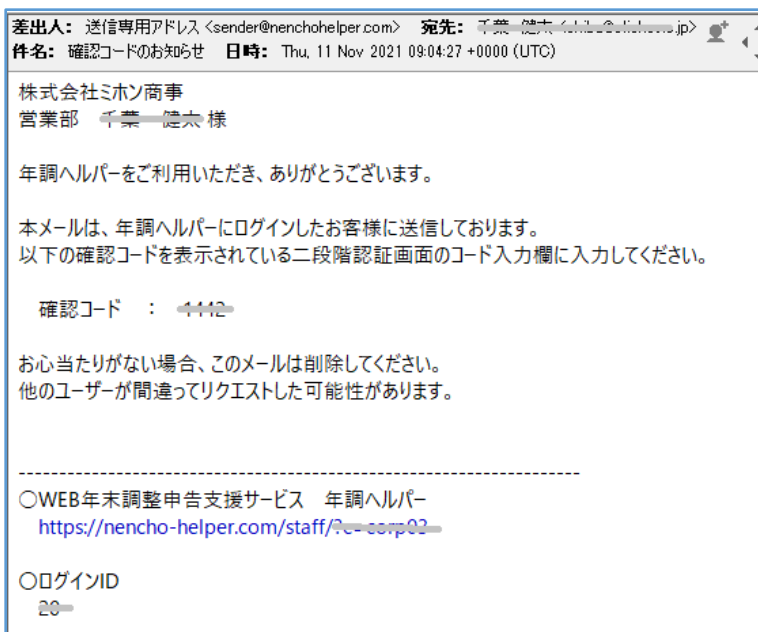 差出人: 送信専用アドレス <sender@nenchohelper.com> 宛先: .jp>
件名: 確認コードのお知らせ 日時: Thu, 11 Nov 2021 09:04:27 +0000 (UTC)
株式会社ミホン商事
営業部 様
年調ヘルパーをご利用いただき、ありがとうございます。
本メールは、年調ヘルパーにログインしたお客様に送信しております。
以下の確認コードを表示されている二段階認証画面のコード入力欄に入力してください。
確認コード :
お心当たりがない場合、このメールは削除してください。
他のユーザーが間違ってリクエストした可能性があります。
---------------------------------------------------------------
○WEB年末調整申告支援サービス 年調ヘルパー
https://nencho-helper.com/staff/
○ログインID